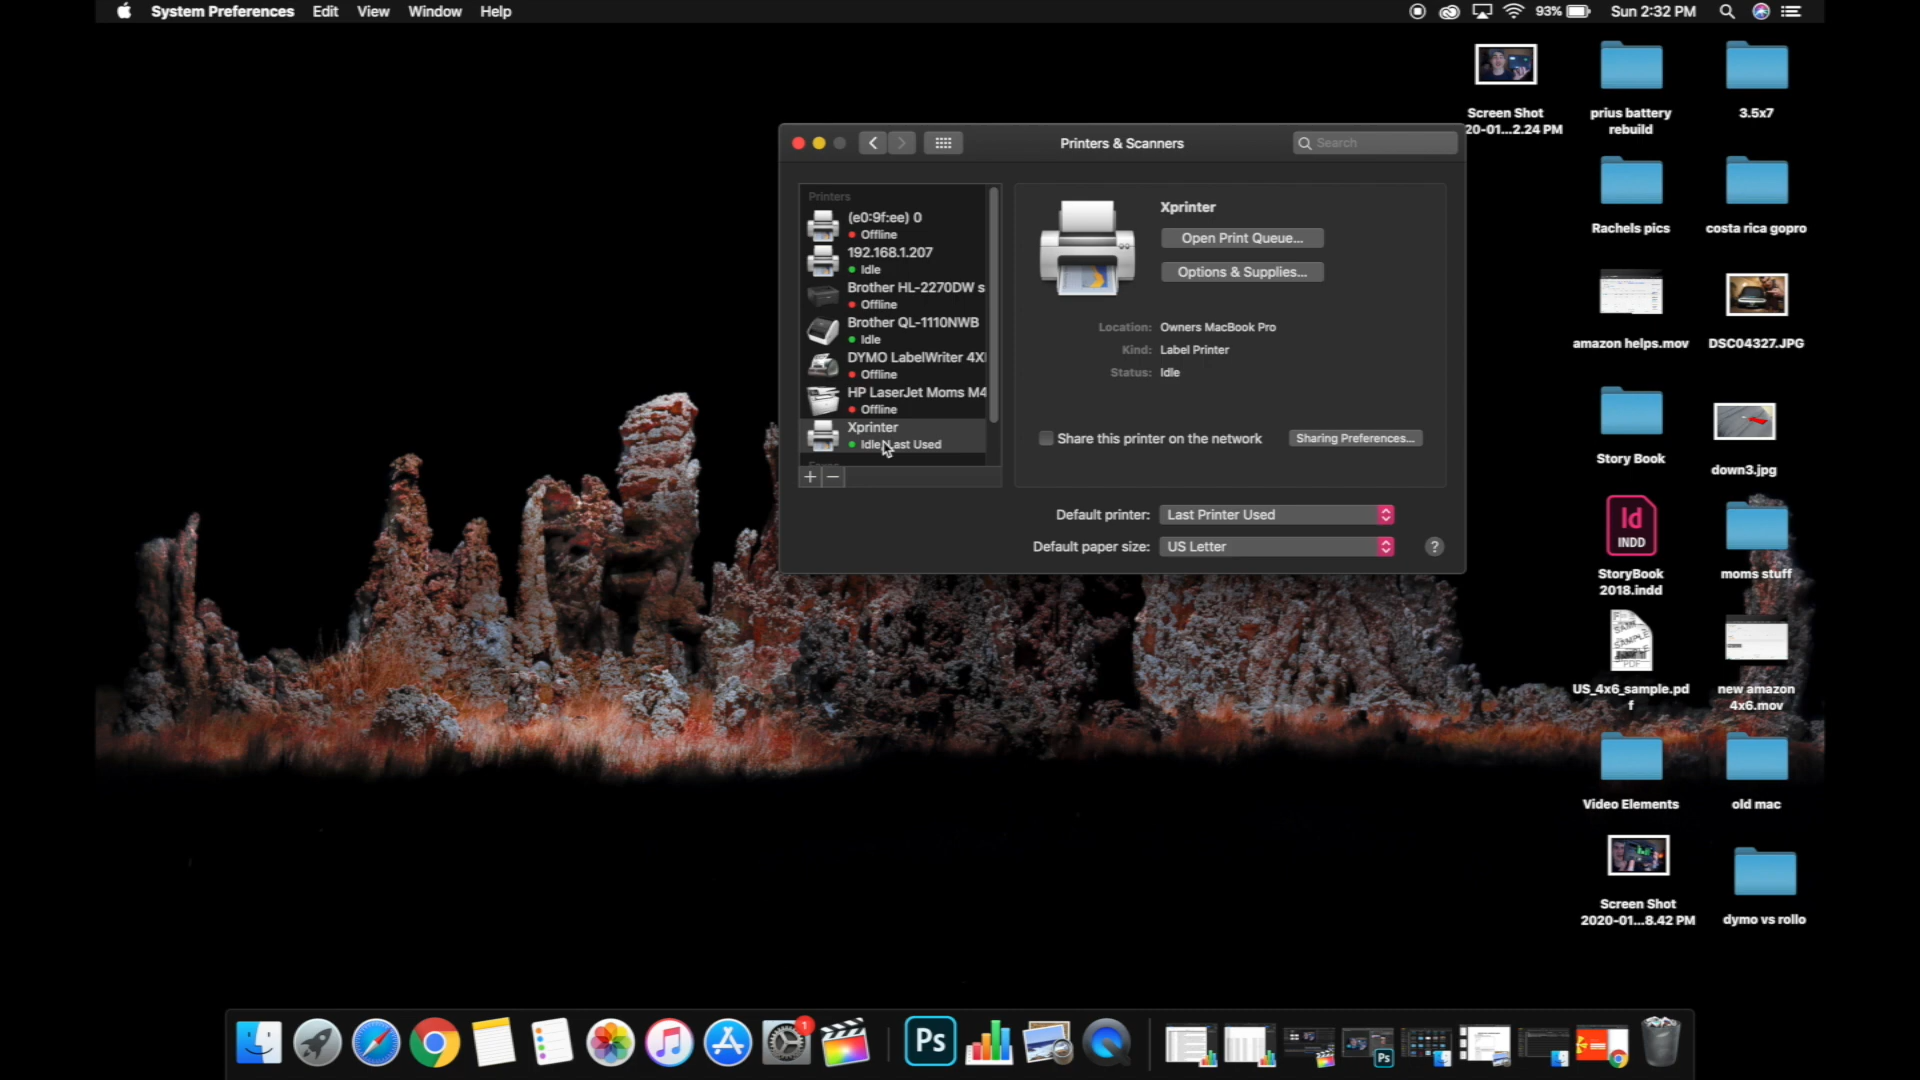 System Preferences Edit View Window Help
93% Sun 2:32 PM
Printers & Scanners
Search
Printers
(e0:9f:ee) 0
Offline
192.168.1.207
Idle
Brother HL-2270DW s
Offline
Brother QL-1110NWB
Idle
DYMO LabelWriter 4X
Offline
HP LaserJet Moms M4
Offline
Xprinter
Idle, Last Used
+ −
Xprinter
Open Print Queue...
Options & Supplies...
Location: Owners MacBook Pro
Kind: Label Printer
Status: Idle
Share this printer on the network
Sharing Preferences...
Default printer: Last Printer Used
Default paper size: US Letter
?
Screen Shot
20-01...2.24 PM
prius battery
rebuild
3.5x7
Rachels pics
costa rica gopro
amazon helps.mov
DSC04327.JPG
Story Book
down3.jpg
Id
INDD
StoryBook
2018.indd
moms stuff
SAMPLE
PDF
US_4x6_sample.pd
f
new amazon
4x6.mov
Video Elements
old mac
Screen Shot
2020-01...8.42 PM
dymo vs rollo
1
Ps
Ps